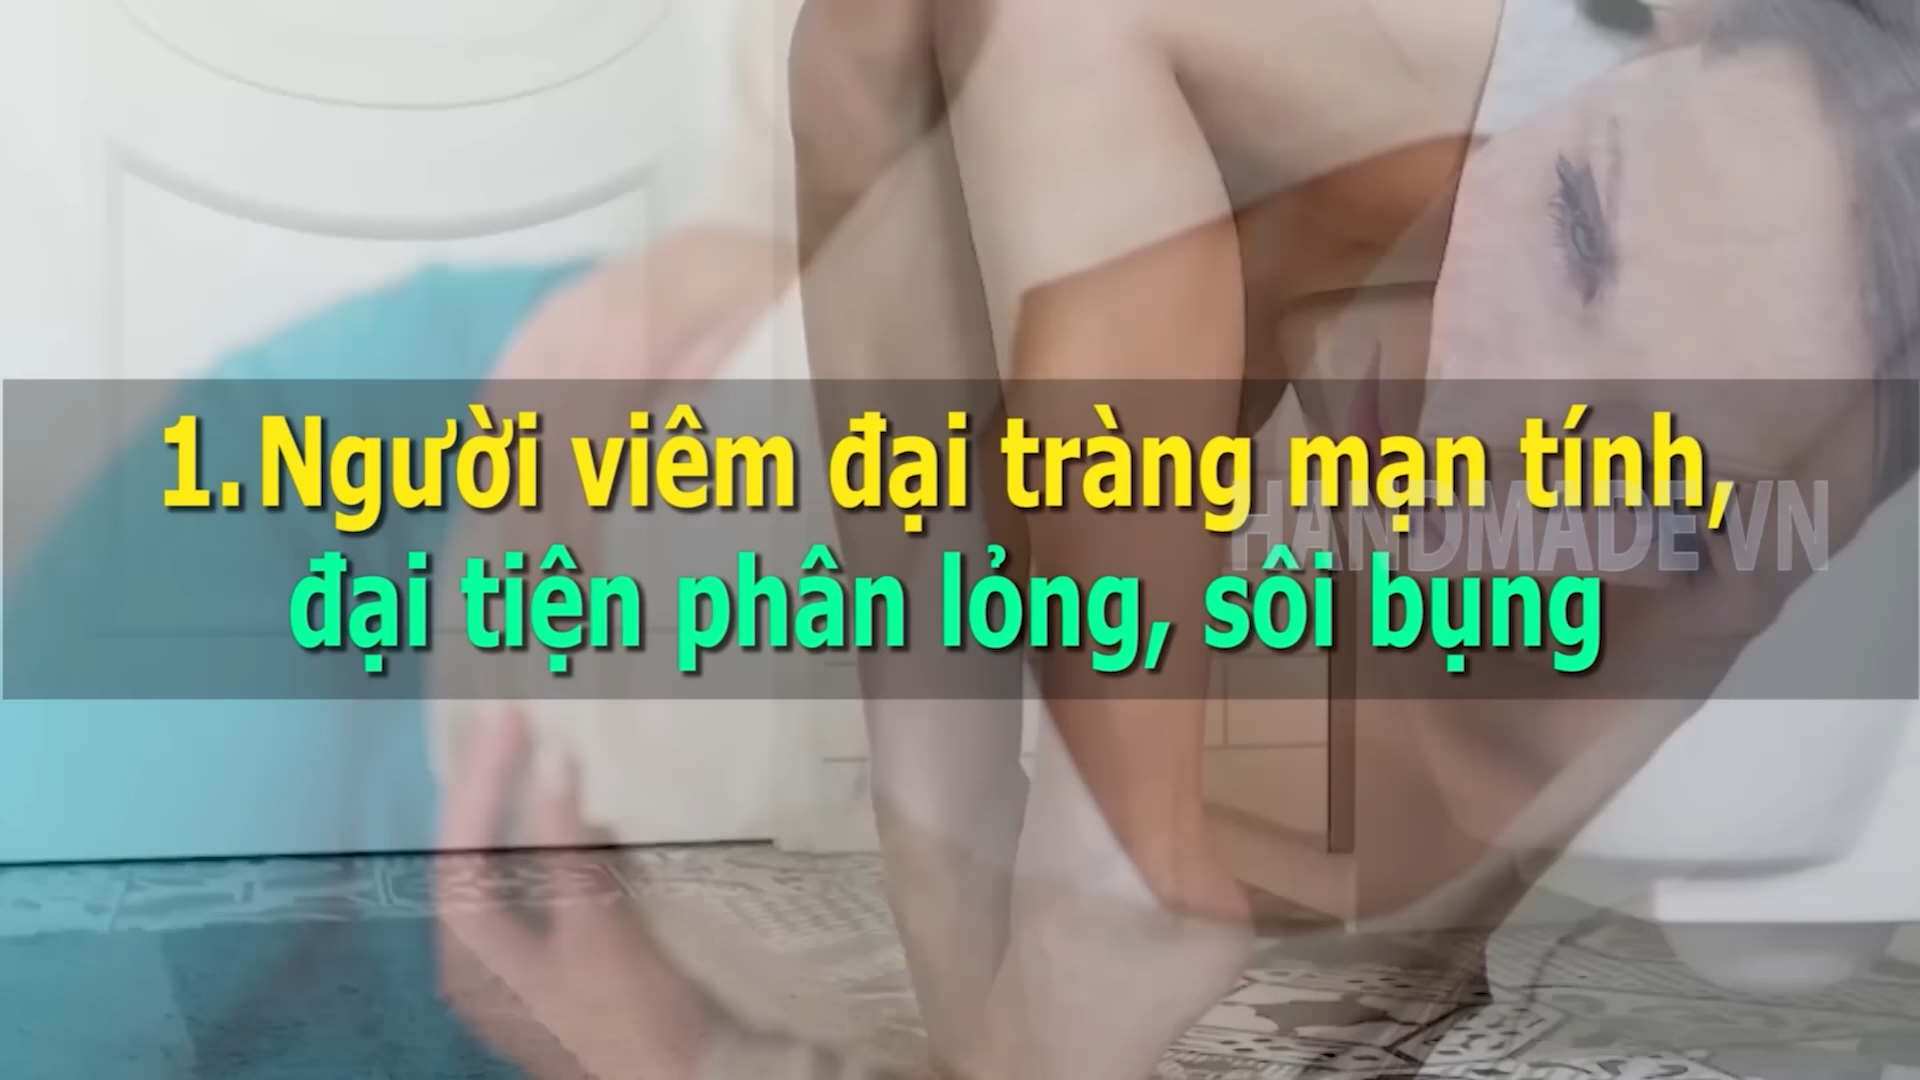 1. Người viêm đại tràng mạn tính,
HANDMADE VN
đại tiện phân lỏng, sôi bụng